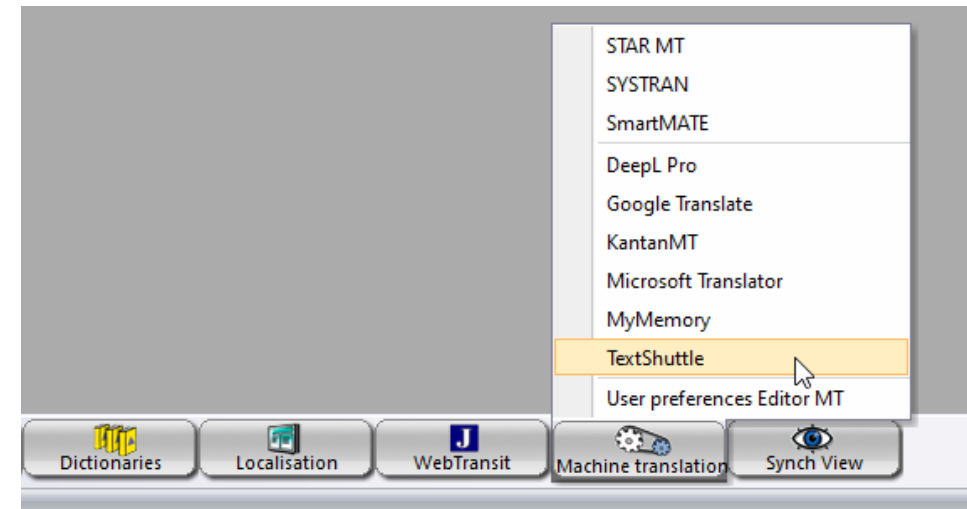 STAR MT
SYSTRAN
SmartMATE
DeepL Pro
Google Translate
KantanMT
Microsoft Translator
MyMemory
TextShuttle
User preferences Editor MT
Dictionaries
Localisation
J
WebTransit
Machine translation
Synch View